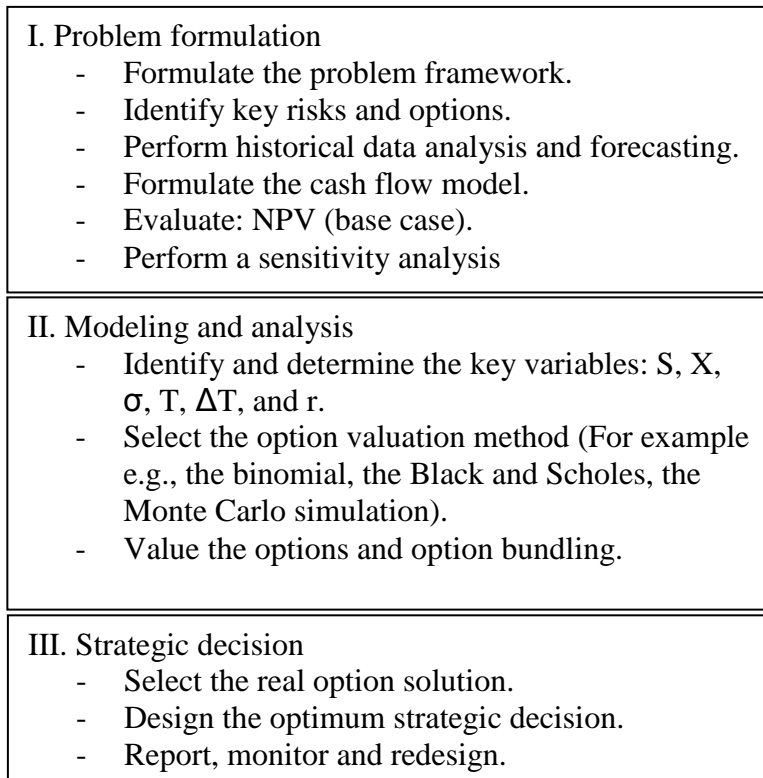 I. Problem formulation
- Formulate the problem framework.
- Identify key risks and options.
- Perform historical data analysis and forecasting.
- Formulate the cash flow model.
- Evaluate: NPV (base case).
- Perform a sensitivity analysis
II. Modeling and analysis
- Identify and determine the key variables: S, X,
σ, T, ΔT, and r.
- Select the option valuation method (For example
e.g., the binomial, the Black and Scholes, the
Monte Carlo simulation).
- Value the options and option bundling.
III. Strategic decision
- Select the real option solution.
- Design the optimum strategic decision.
- Report, monitor and redesign.